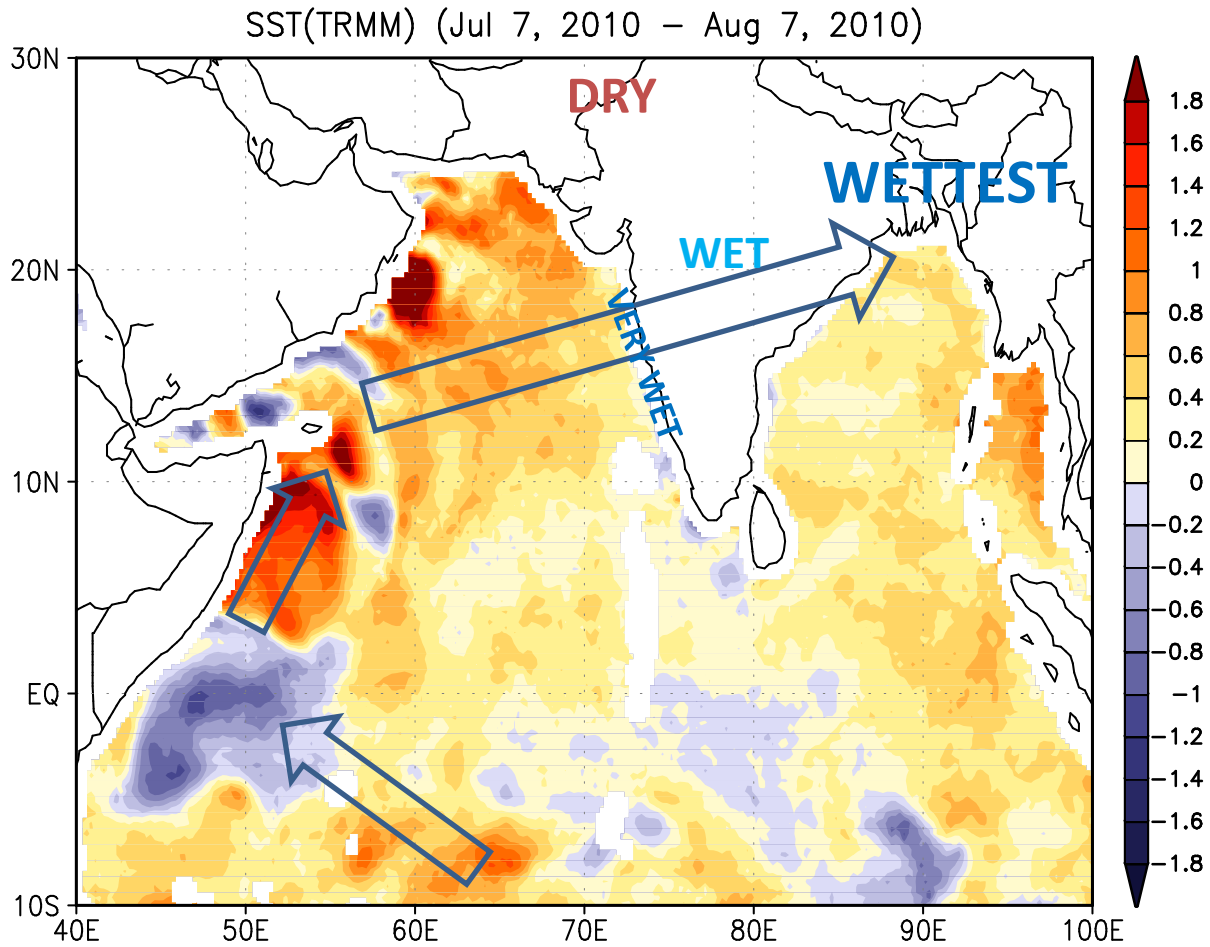 SST(TRMM) (Jul 7, 2010 – Aug 7, 2010)
30N
20N
10N
EQ
10S
DRY
WETTEST
WET
VERY WET
40E 50E 60E 70E 80E 90E 100E
1.8
1.6
1.4
1.2
1
0.8
0.6
0.4
0.2
0
−0.2
−0.4
−0.6
−0.8
−1
−1.2
−1.4
−1.6
−1.8